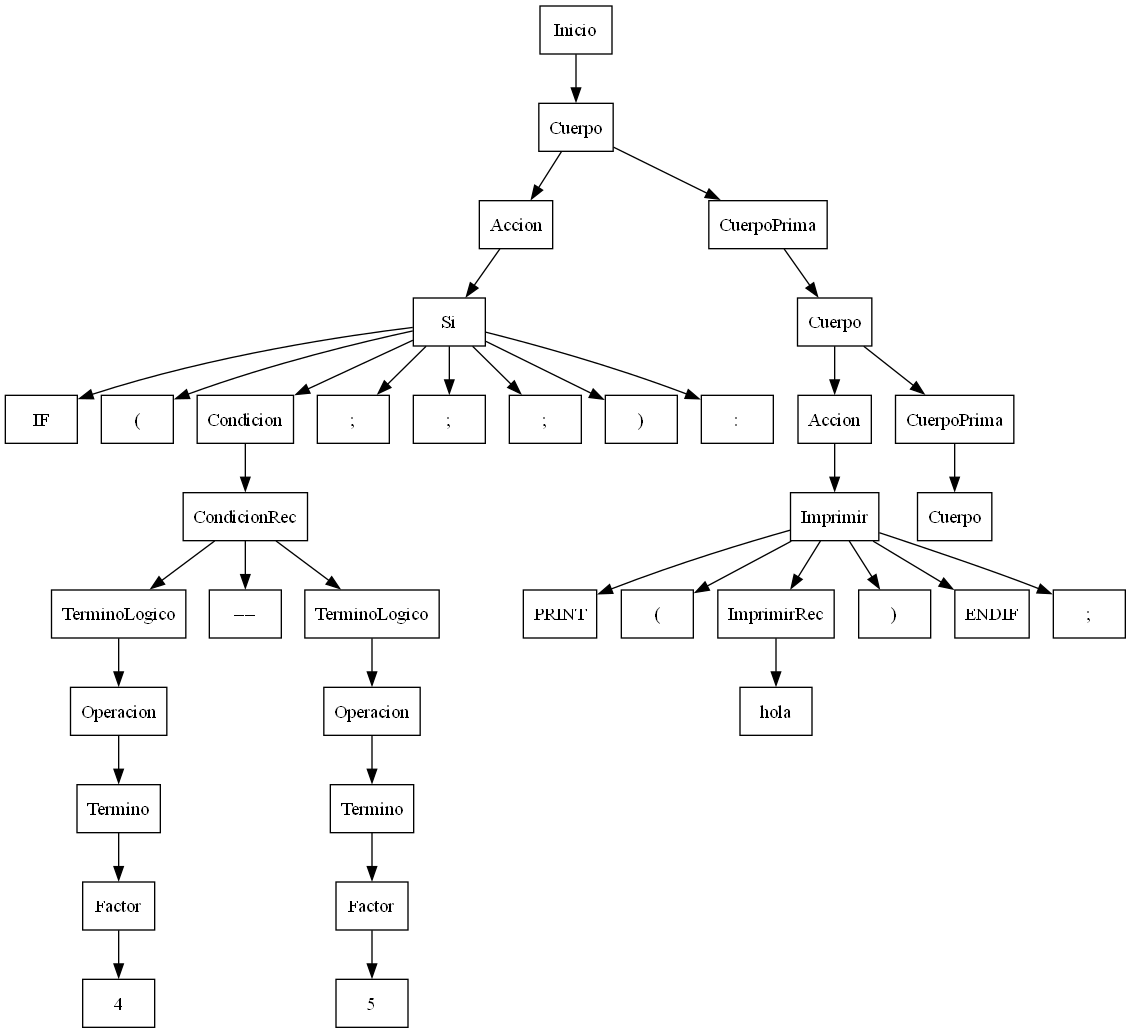 Inicio
Cuerpo
Accion CuerpoPrima
Si Cuerpo
IF ( Condicion ; ; ; ) : Accion CuerpoPrima
CondicionRec Imprimir Cuerpo
TerminoLogico == TerminoLogico PRINT ( ImprimirRec ) ENDIF ;
Operacion Operacion hola
Termino Termino
Factor Factor
4 5